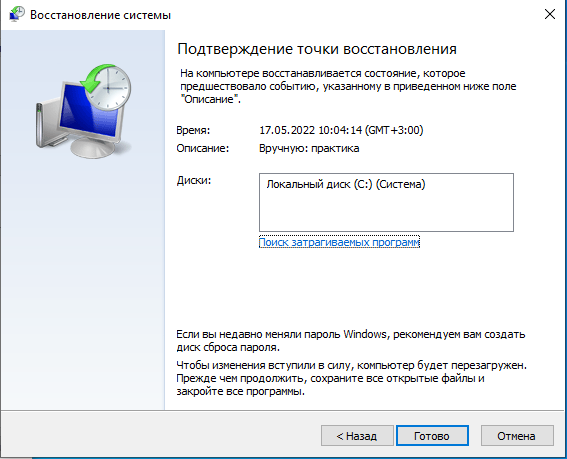 Восстановление системы
Подтверждение точки восстановления
На компьютере восстанавливается состояние, которое
предшествовало событию, указанному в приведенном ниже поле
"Описание".
Время: 17.05.2022 10:04:14 (GMT+3:00)
Описание: Вручную: практика
Диски: Локальный диск (C:) (Система)
Поиск затрагиваемых программ
Если вы недавно меняли пароль Windows, рекомендуем вам создать
диск сброса пароля.
Чтобы изменения вступили в силу, компьютер будет перезагружен.
Прежде чем продолжить, сохраните все открытые файлы и
закройте все программы.
< Назад Готово Отмена